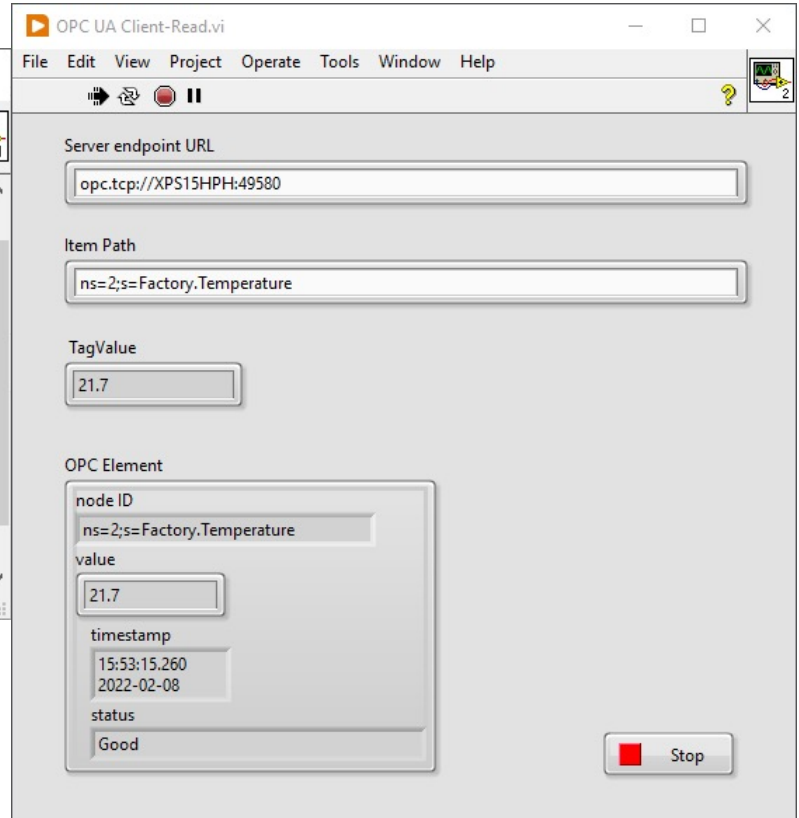 OPC UA Client-Read.vi
File Edit View Project Operate Tools Window Help
2
Server endpoint URL
opc.tcp://XPS15HPH:49580
Item Path
ns=2;s=Factory.Temperature
TagValue
21.7
OPC Element
node ID
ns=2;s=Factory.Temperature
value
21.7
timestamp
15:53:15.260
2022-02-08
status
Good
Stop